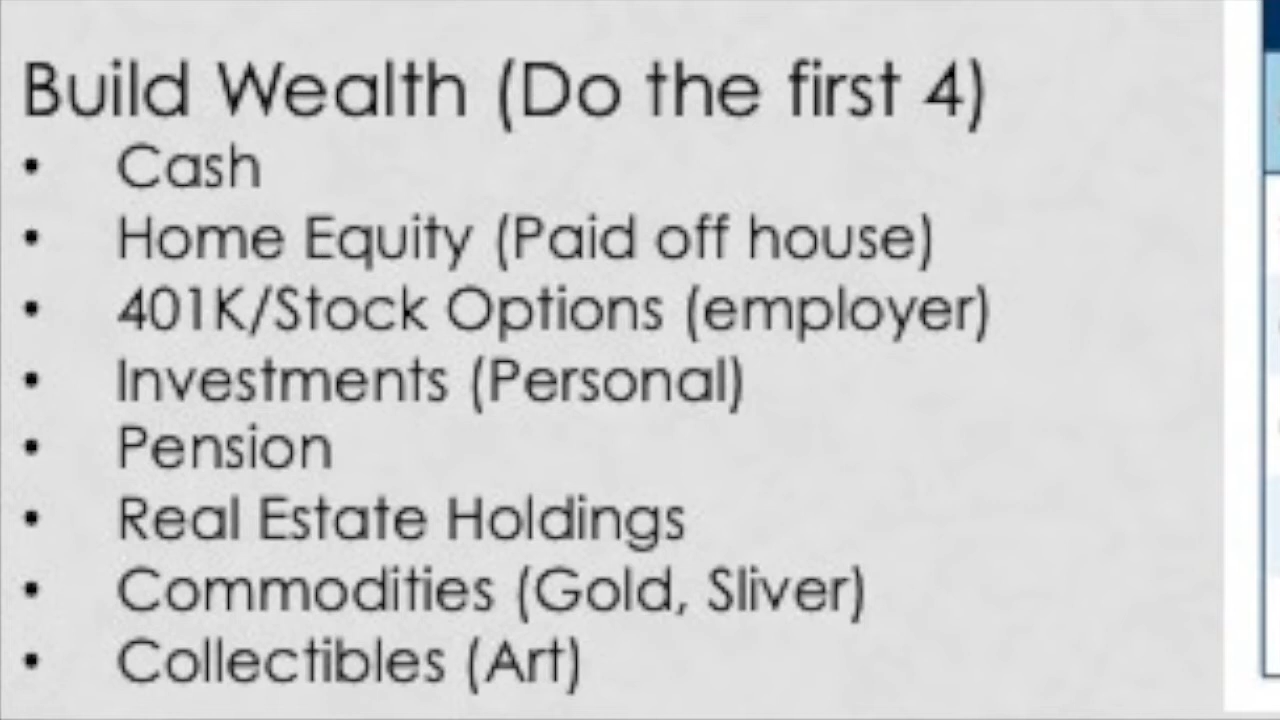 Build Wealth (Do the first 4)
• Cash
• Home Equity (Paid off house)
• 401K/Stock Options (employer)
• Investments (Personal)
• Pension
• Real Estate Holdings
• Commodities (Gold, Sliver)
• Collectibles (Art)